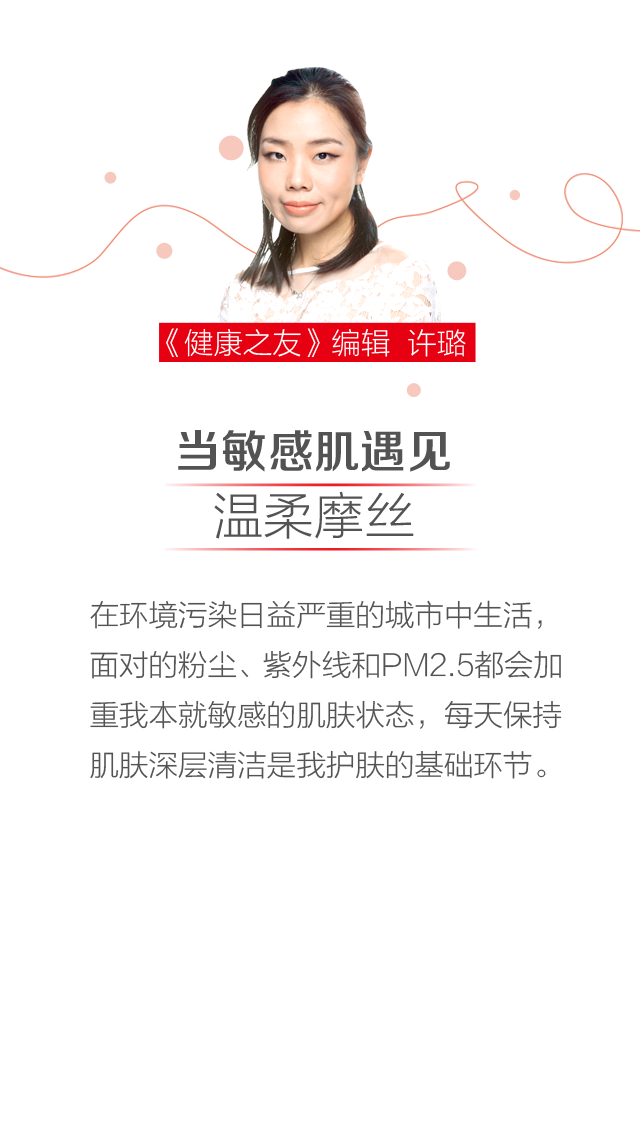 《健康之友》编辑 许璐
当敏感肌遇见
温柔摩丝
在环境污染日益严重的城市中生活，
面对的粉尘、紫外线和PM2.5都会加
重我本就敏感的肌肤状态，每天保持
肌肤深层清洁是我护肤的基础环节。